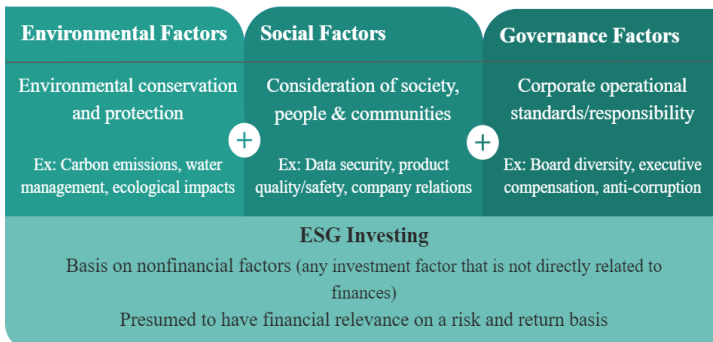 Environmental Factors
Environmental conservation
and protection
Ex: Carbon emissions, water
management, ecological impacts
+
Social Factors
Consideration of society,
people & communities
Ex: Data security, product
quality/safety, company relations
+
Governance Factors
Corporate operational
standards/responsibility
Ex: Board diversity, executive
compensation, anti-corruption
ESG Investing
Basis on nonfinancial factors (any investment factor that is not directly related to
finances)
Presumed to have financial relevance on a risk and return basis